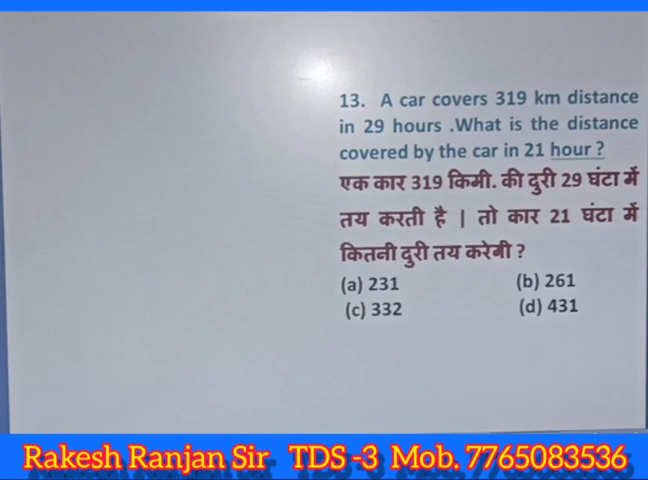 13. A car covers 319 km distance
in 29 hours .What is the distance
covered by the car in 21 hour ?
एक कार 319 किमी. की दुरी 29 घंटा में
तय करती है | तो कार 21 घंटा में
कितनी दुरी तय करेगी ?
(a) 231 (b) 261
(c) 332 (d) 431
Rakesh Ranjan Sir TDS -3 Mob. 7765083536